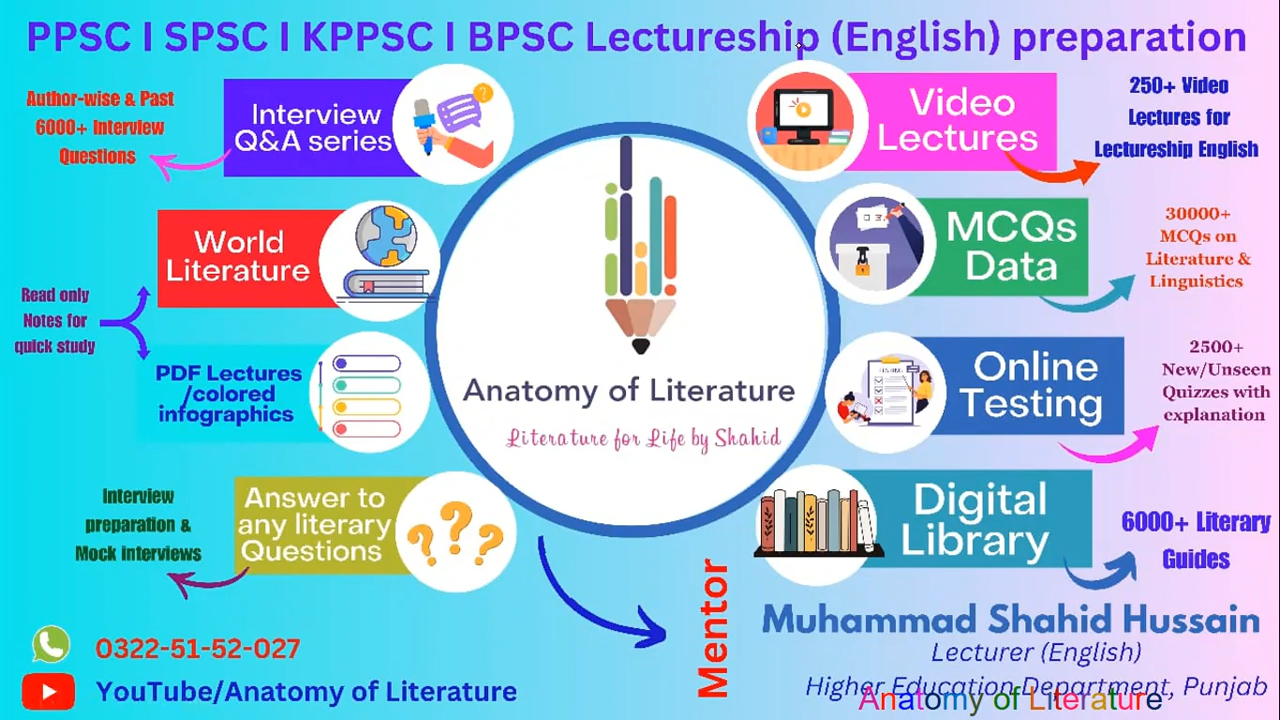 PPSC I SPSC I KPPSC I BPSC Lectureship (English) preparation
Author-wise & Past
6000+ Interview
Questions
Interview
Q&A series
World
Literature
Read only
Notes for
quick study
PDF Lectures
/colored
infographics
Interview
preparation &
Mock interviews
Answer to
any literary
Questions
Anatomy of Literature
Literature for Life by Shahid
Video
Lectures
250+ Video
Lectures for
Lectureship English
MCQs
Data
30000+
MCQs on
Literature &
Linguistics
Online
Testing
2500+
New/Unseen
Quizzes with
explanation
Digital
Library
6000+ Literary
Guides
0322-51-52-027
YouTube/Anatomy of Literature
Mentor
Muhammad Shahid Hussain
Lecturer (English)
Higher Education Department, Punjab
Anatomy of Literature